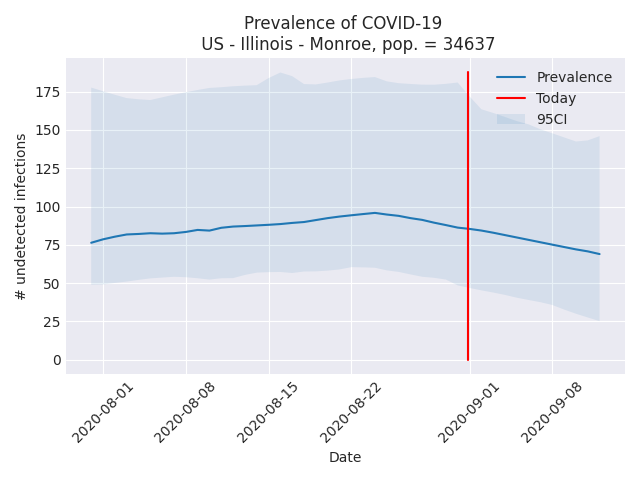 Prevalence of COVID-19
US - Illinois - Monroe, pop. = 34637
Prevalence
Today
95CI
# undetected infections
175
150
125
100
75
50
25
0
2020-08-01
2020-08-08
2020-08-15
2020-08-22
2020-09-01
2020-09-08
Date